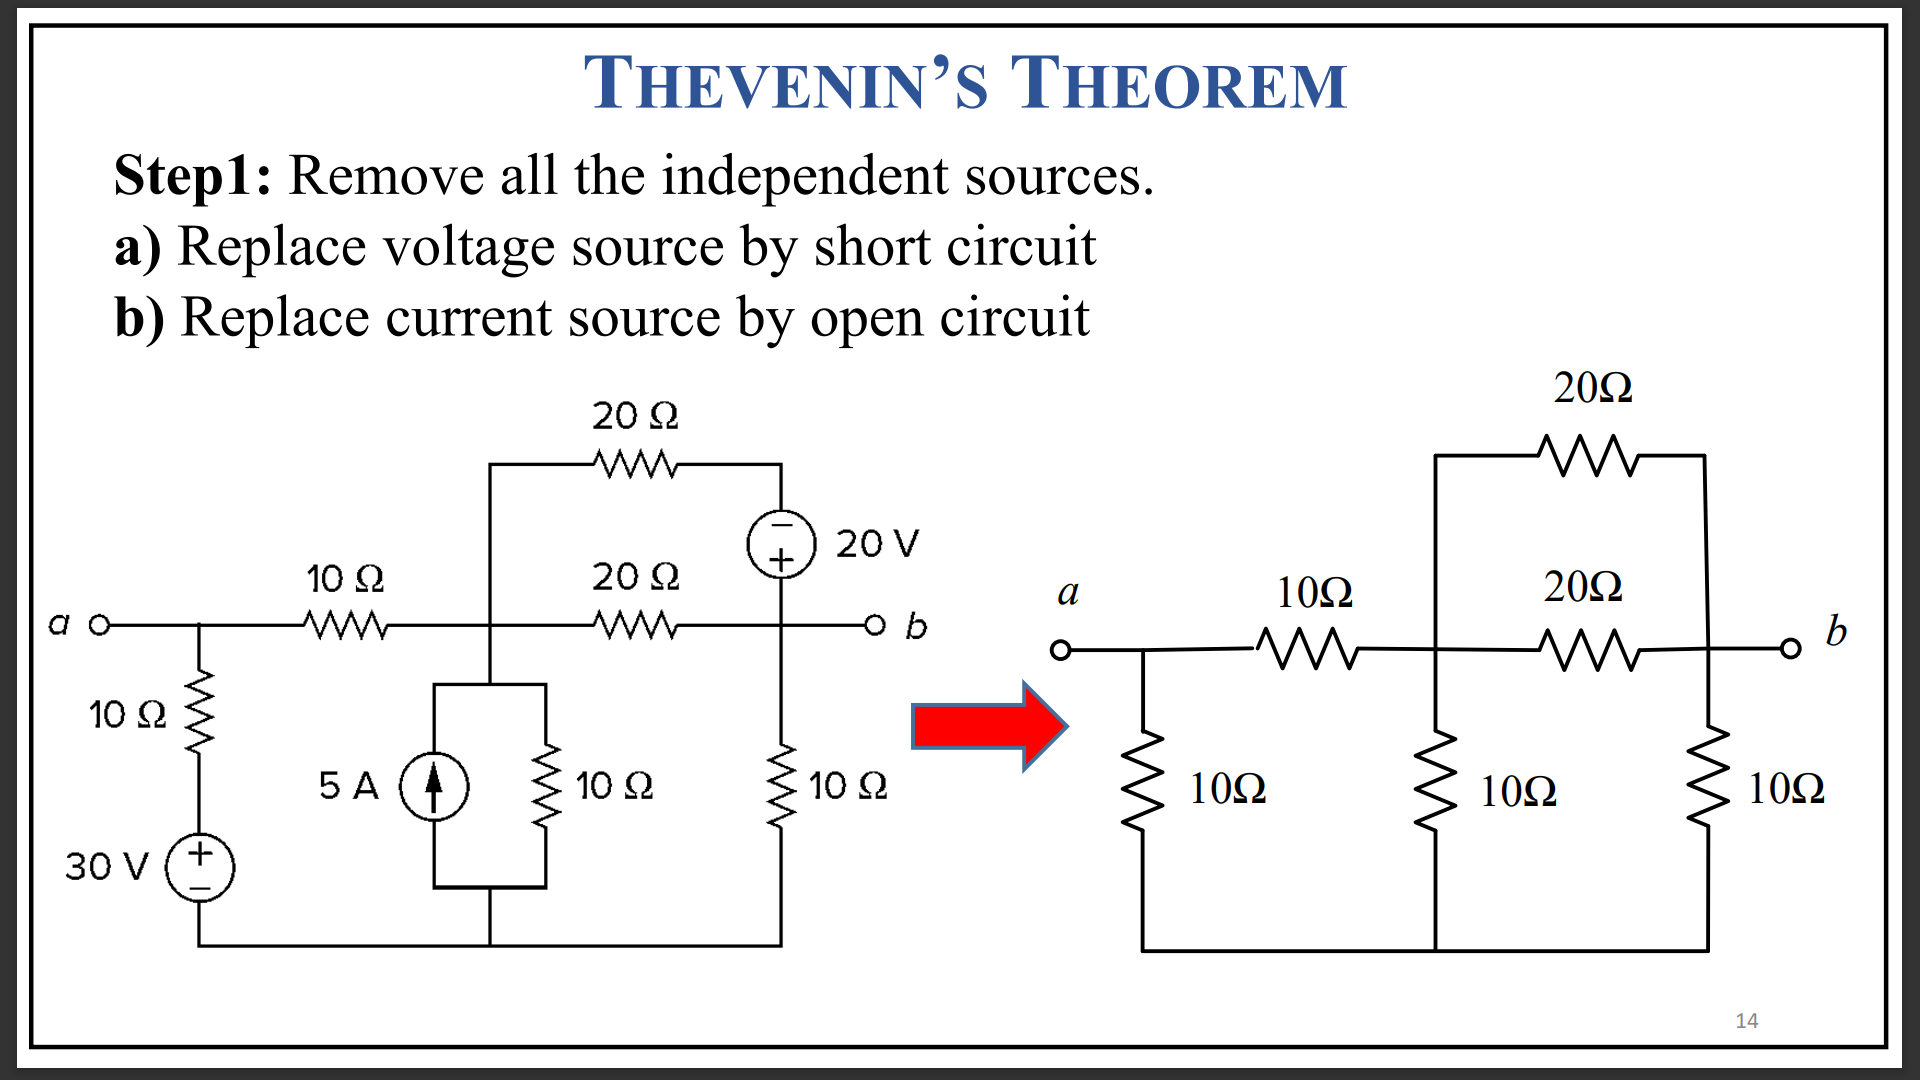 THEVENIN'S THEOREM
Step1: Remove all the independent sources.
a) Replace voltage source by short circuit
b) Replace current source by open circuit
20 Ω
20 V
10 Ω
20 Ω
a
b
10 Ω
5 A
10 Ω
10 Ω
30 V
20Ω
a
10Ω
20Ω
b
10Ω
10Ω
10Ω
14